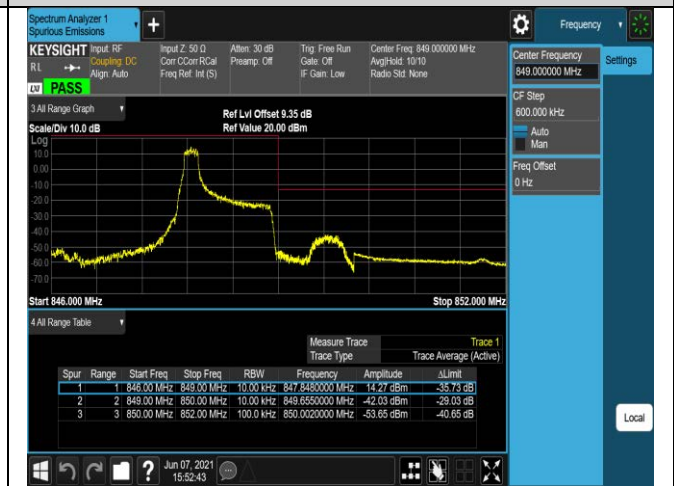 Spectrum Analyzer 1
Spurious Emissions
Frequency
KEYSIGHT
RL
Input: RF
Coupling: DC
Align: Auto
Input Z: 50 Ω
Corr CCorr RCal
Freq Ref: Int (S)
Atten: 30 dB
Preamp: Off
Trig: Free Run
Gate: Off
IF Gain: Low
Center Freq: 849.000000 MHz
Avg|Hold: 10/10
Radio Std: None
LXI PASS
Center Frequency
849.000000 MHz
Settings
CF Step
600.000 kHz
Auto
Man
Freq Offset
0 Hz
Local
3 All Range Graph
Scale/Div 10.0 dB
Ref Lvl Offset 9.35 dB
Ref Value 20.00 dBm
Log
10.0
0.00
-10.0
-20.0
-30.0
-40.0
-50.0
-60.0
-70.0
Start 846.000 MHz Stop 852.000 MHz
4 All Range Table
Measure Trace Trace 1
Trace Type Trace Average (Active)
Spur Range Start Freq Stop Freq RBW Frequency Amplitude ΔLimit
1 1 846.00 MHz 849.00 MHz 10.00 kHz 847.8480000 MHz 14.27 dBm -35.73 dB
2 2 849.00 MHz 850.00 MHz 10.00 kHz 849.6550000 MHz -42.03 dBm -29.03 dB
3 3 850.00 MHz 852.00 MHz 100.0 kHz 850.0020000 MHz -53.65 dBm -40.65 dB
? Jun 07, 2021
15:52:43